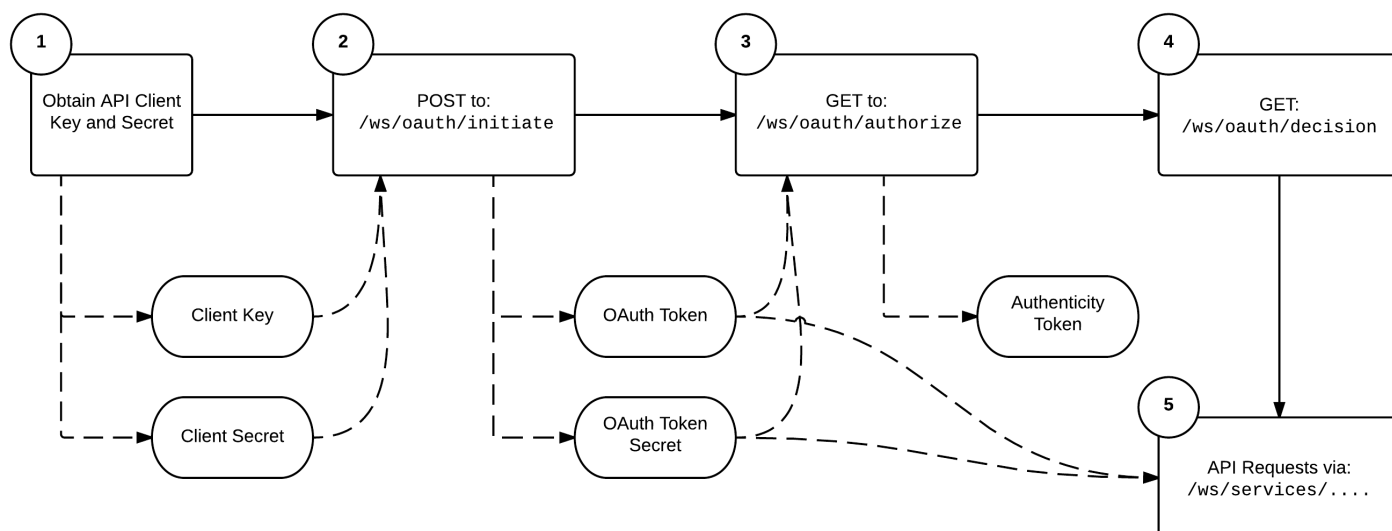 1
Obtain API Client
Key and Secret
2
POST to:
/ws/oauth/initiate
3
GET to:
/ws/oauth/authorize
4
GET:
/ws/oauth/decision
Client Key
OAuth Token
Authenticity
Token
Client Secret
OAuth Token
Secret
5
API Requests via:
/ws/services/....